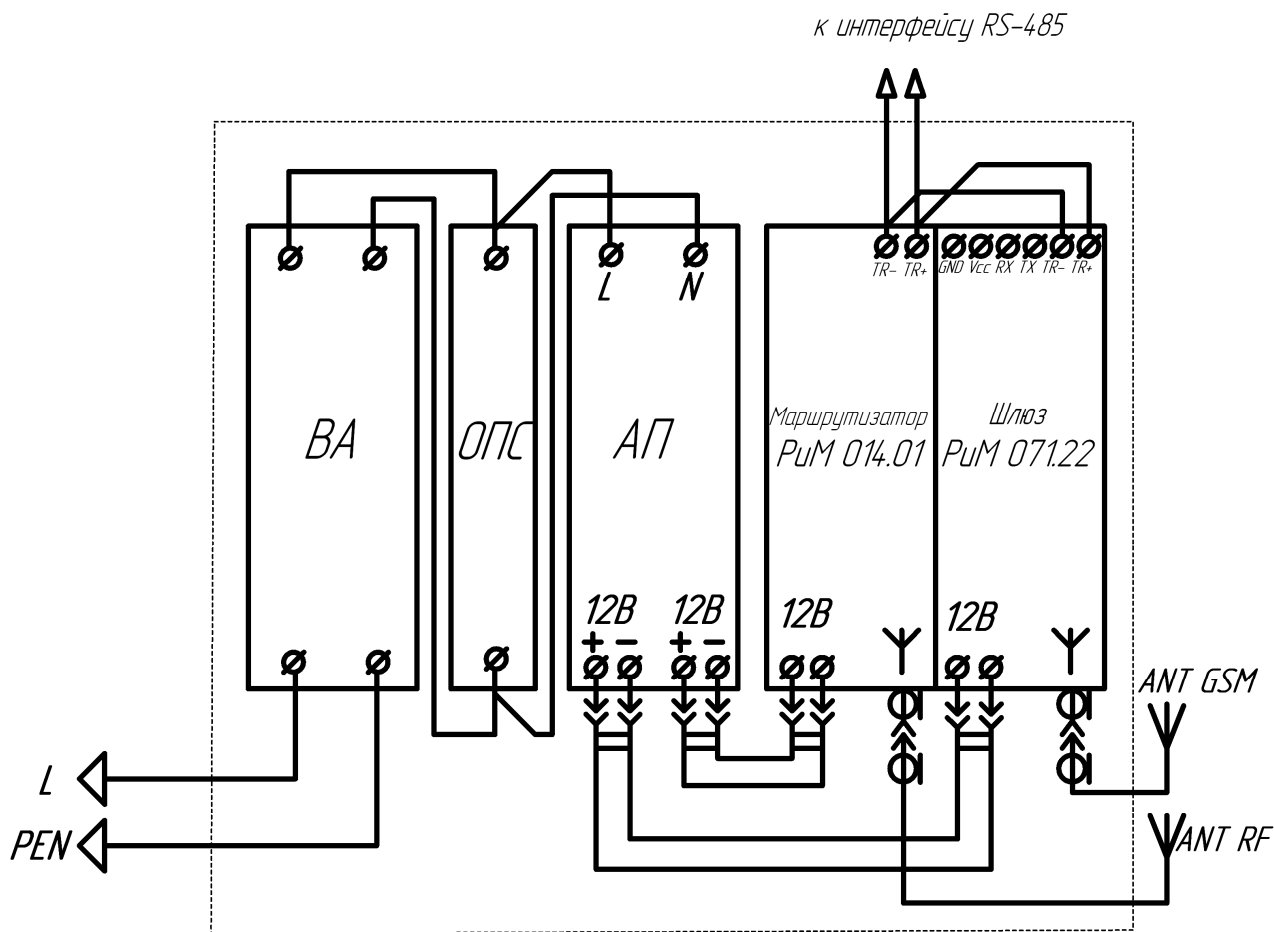 к интерфейсу RS-485
TR- TR+ GND Vcc RX TX TR- TR+
L N
ВА ОПС АП
Маршрутизатор
РиМ 014.01
Шлюз
РиМ 071.22
12В 12В 12В 12В
+ - + -
ANT GSM
L
PEN
ANT RF